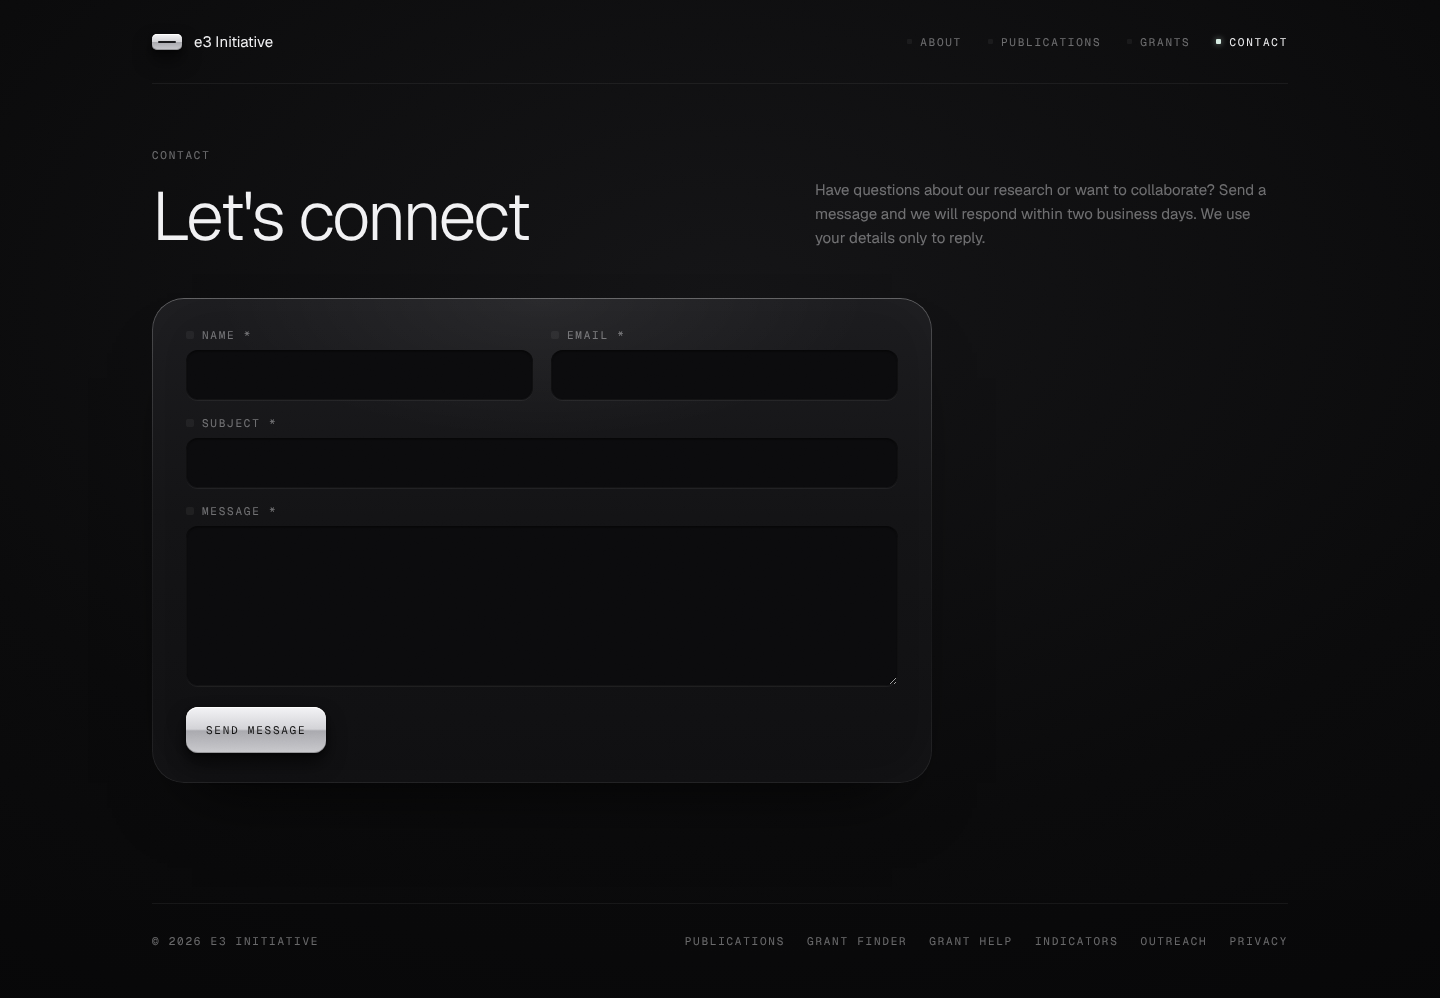 e3 Initiative
ABOUT
PUBLICATIONS
GRANTS
CONTACT
CONTACT
Let's connect
Have questions about our research or want to collaborate? Send a
message and we will respond within two business days. We use
your details only to reply.
NAME *
EMAIL *
SUBJECT *
MESSAGE *
SEND MESSAGE
© 2026 E3 INITIATIVE
PUBLICATIONS
GRANT FINDER
GRANT HELP
INDICATORS
OUTREACH
PRIVACY